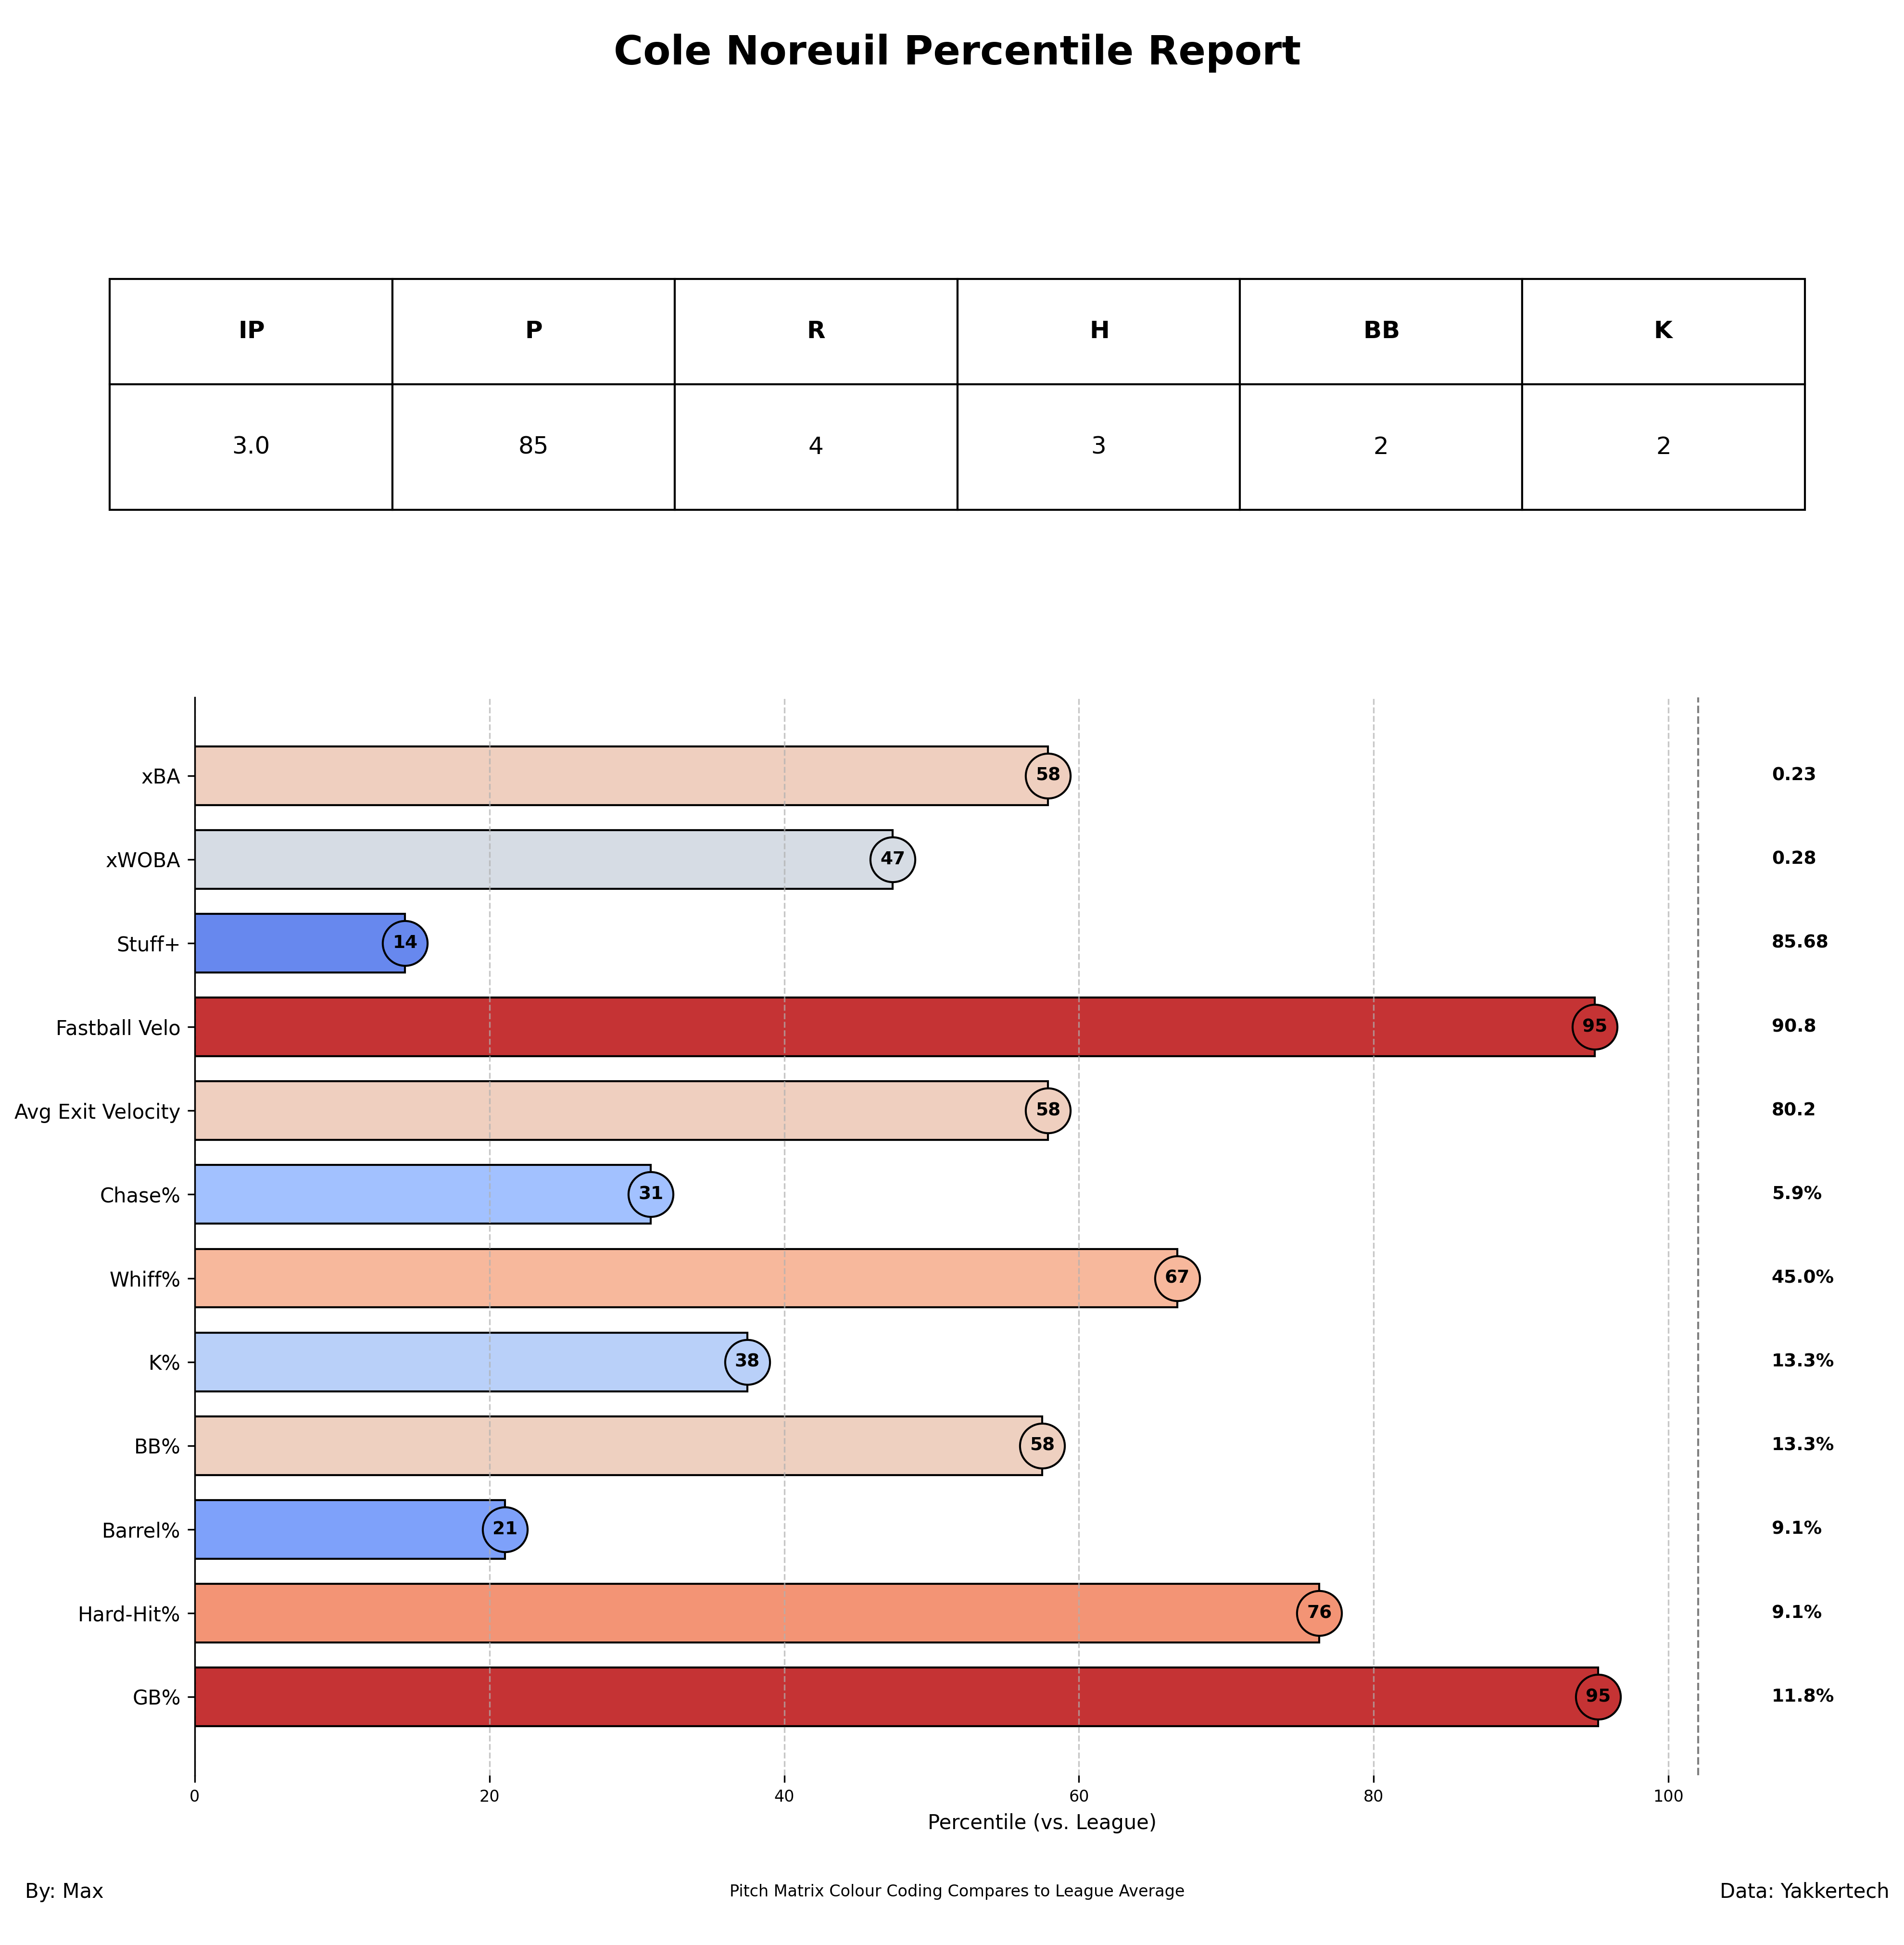 Cole Noreuil Percentile Report
IP P R H BB K
3.0 85 4 3 2 2
xBA 58 0.23
xWOBA 47 0.28
Stuff+ 14 85.68
Fastball Velo 95 90.8
Avg Exit Velocity 58 80.2
Chase% 31 5.9%
Whiff% 67 45.0%
K% 38 13.3%
BB% 58 13.3%
Barrel% 21 9.1%
Hard-Hit% 76 9.1%
GB% 95 11.8%
0 20 40 60 80 100
Percentile (vs. League)
By: Max Pitch Matrix Colour Coding Compares to League Average Data: Yakkertech